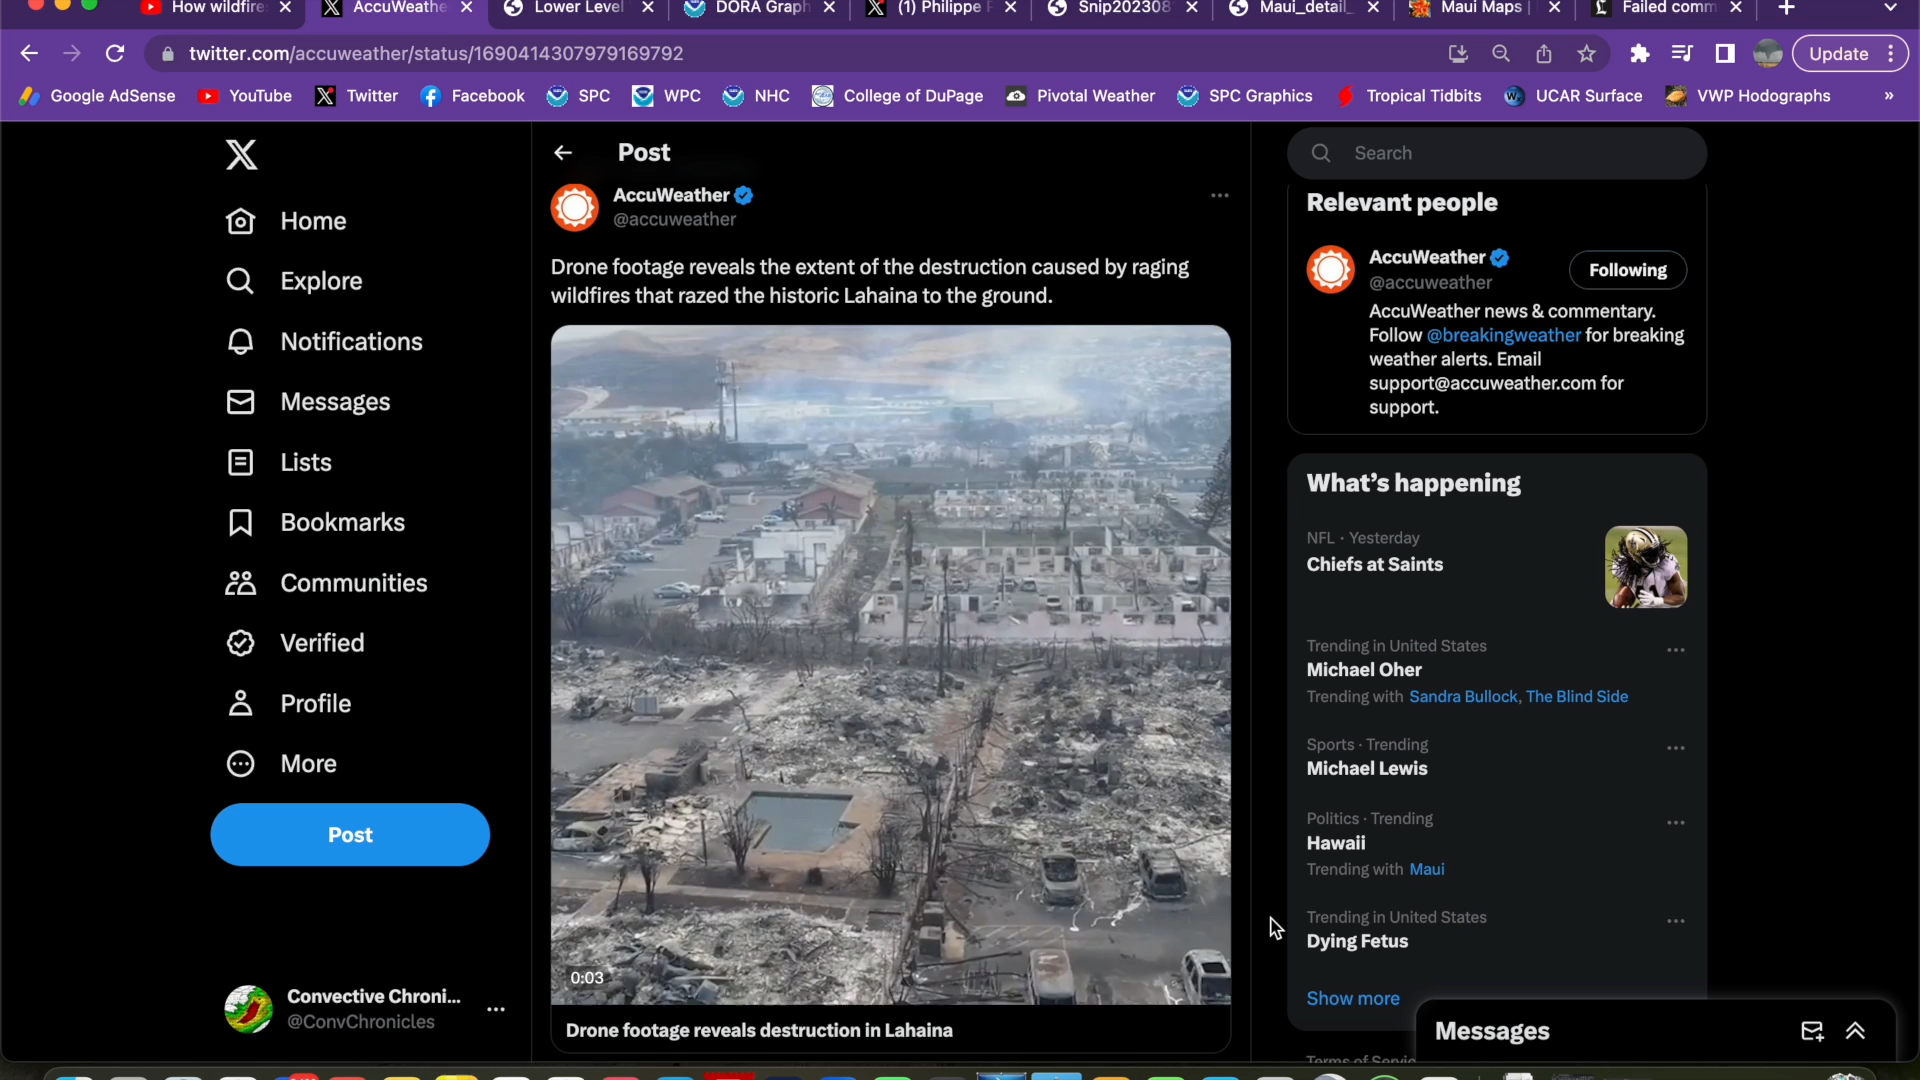 How wildfire
AccuWeathe
Lower Level
DORA Graph
(1) Philippe P
Snip202308
Maui_detail_
Maui Maps |
Failed comm
twitter.com/accuweather/status/1690414307979169792
Update
Google AdSense
YouTube
Twitter
Facebook
SPC
WPC
NHC
College of DuPage
Pivotal Weather
SPC Graphics
Tropical Tidbits
UCAR Surface
VWP Hodographs
»
Home
Explore
Notifications
Messages
Lists
Bookmarks
Communities
Verified
Profile
More
Post
Convective Chroni...
@ConvChronicles
Post
AccuWeather
@accuweather
Drone footage reveals the extent of the destruction caused by raging
wildfires that razed the historic Lahaina to the ground.
0:03
Drone footage reveals destruction in Lahaina
Search
Relevant people
AccuWeather
@accuweather
Following
AccuWeather news & commentary.
Follow @breakingweather for breaking
weather alerts. Email
support@accuweather.com for
support.
What's happening
NFL · Yesterday
Chiefs at Saints
Trending in United States
Michael Oher
Trending with Sandra Bullock, The Blind Side
Sports · Trending
Michael Lewis
Politics · Trending
Hawaii
Trending with Maui
Trending in United States
Dying Fetus
Show more
Messages
Terms of Servic